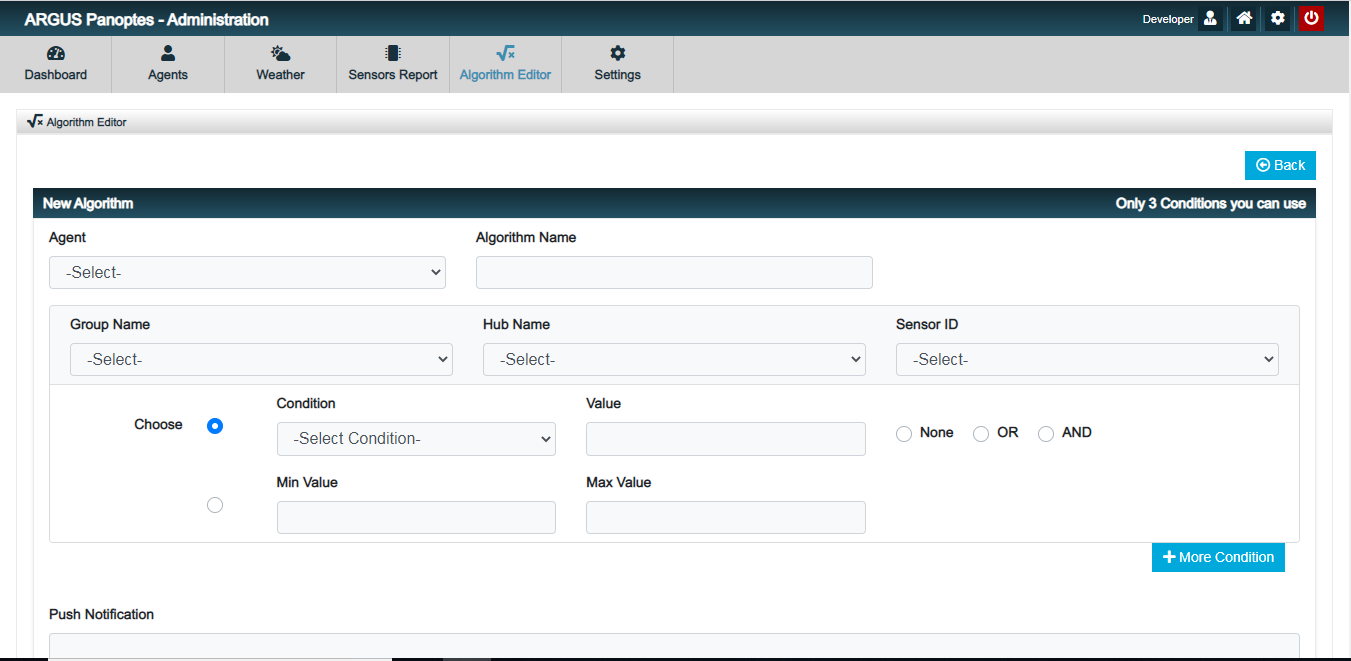 ARGUS Panoptes - Administration
Developer
Dashboard Agents Weather Sensors Report Algorithm Editor Settings
Algorithm Editor
Back
New Algorithm Only 3 Conditions you can use
Agent Algorithm Name
-Select-
Group Name Hub Name Sensor ID
-Select- -Select- -Select-
Condition Value
Choose -Select Condition- None OR AND
Min Value Max Value
More Condition
Push Notification